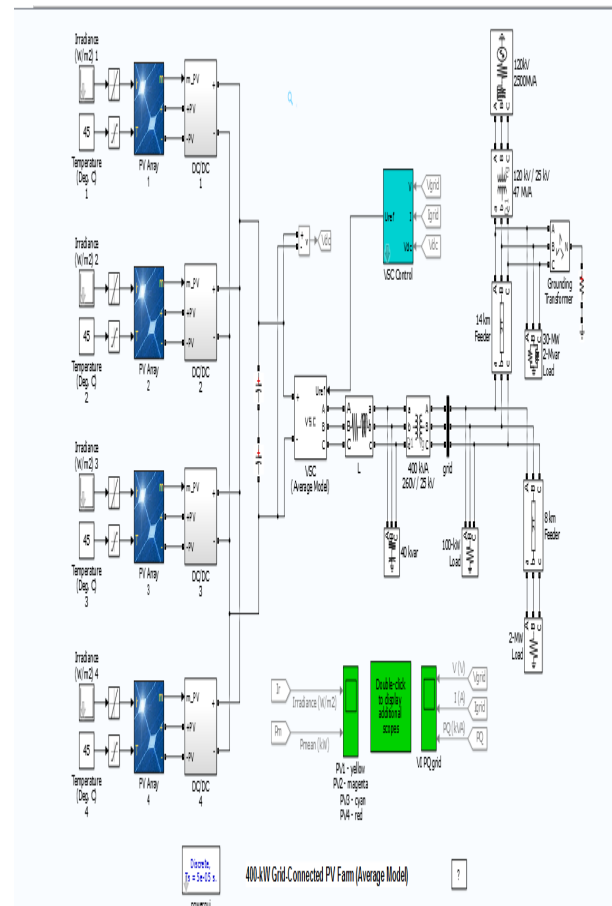 Irradiance
(W/m2) 1
45
Temperature
(Deg. C)
1
m
m_PV
+PV
-PV
+
-
PV Array
1
DC/DC
1
Irradiance
(W/m2) 2
45
Temperature
(Deg. C)
2
m
m_PV
+PV
-PV
+
-
PV Array
2
DC/DC
2
Irradiance
(W/m2) 3
45
Temperature
(Deg. C)
3
m
m_PV
+PV
-PV
+
-
PV Array
3
DC/DC
3
Irradiance
(W/m2) 4
45
Temperature
(Deg. C)
4
m
m_PV
+PV
-PV
+
-
PV Array
4
DC/DC
4
+
-
v
Vdc
Uref
V
I
Vdc
Vgrid
Igrid
Vdc
VSC Control
120kV
2500MVA
A B C
A B C
120 kV / 25 kV
47 MVA
a b c
A
B
C
N
Grounding
Transformer
A B C
14 km
Feeder
a b c
A B C
30-MW
2-Mvar
Load
+
-
Uref
VSC
A
B
C
VSC
(Average Model)
A
B
C
a
b
c
L
a
b
c
A
B
C
400 kVA
260V / 25 kV
grid
A B C
40 kvar
A B C
100-kW
Load
A B C
8 km
Feeder
a b c
A B C
2-MW
Load
Ir
Irradiance (W/m2)
Pm
Pmean (kW)
PV1 - yellow
PV2 - magenta
PV3 - cyan
PV4 - red
Double-click
to display
additional
scopes
V (V)
Vgrid
I (A)
Igrid
PQ (kVA)
PQ
VI PQ grid
Discrete,
Ts = 5e-05 s.
powergui
400-kW Grid-Connected PV Farm (Average Model)
?